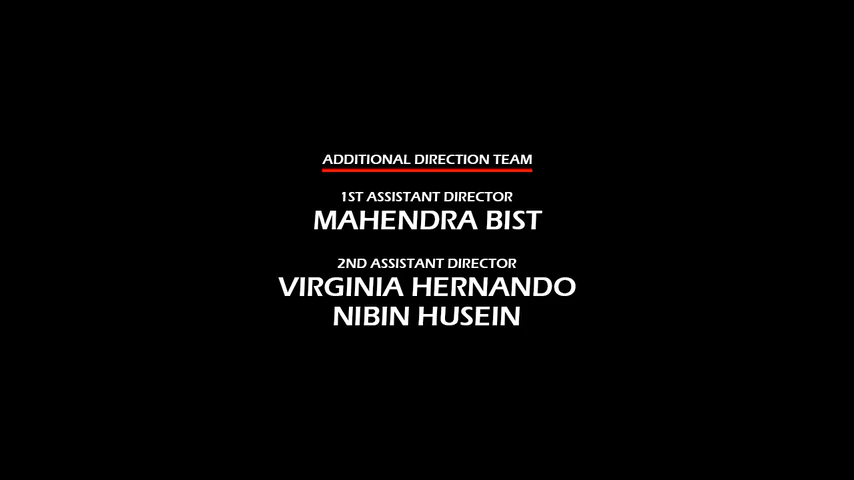 ADDITIONAL DIRECTION TEAM
1ST ASSISTANT DIRECTOR
MAHENDRA BIST
2ND ASSISTANT DIRECTOR
VIRGINIA HERNANDO
NIBIN HUSEIN